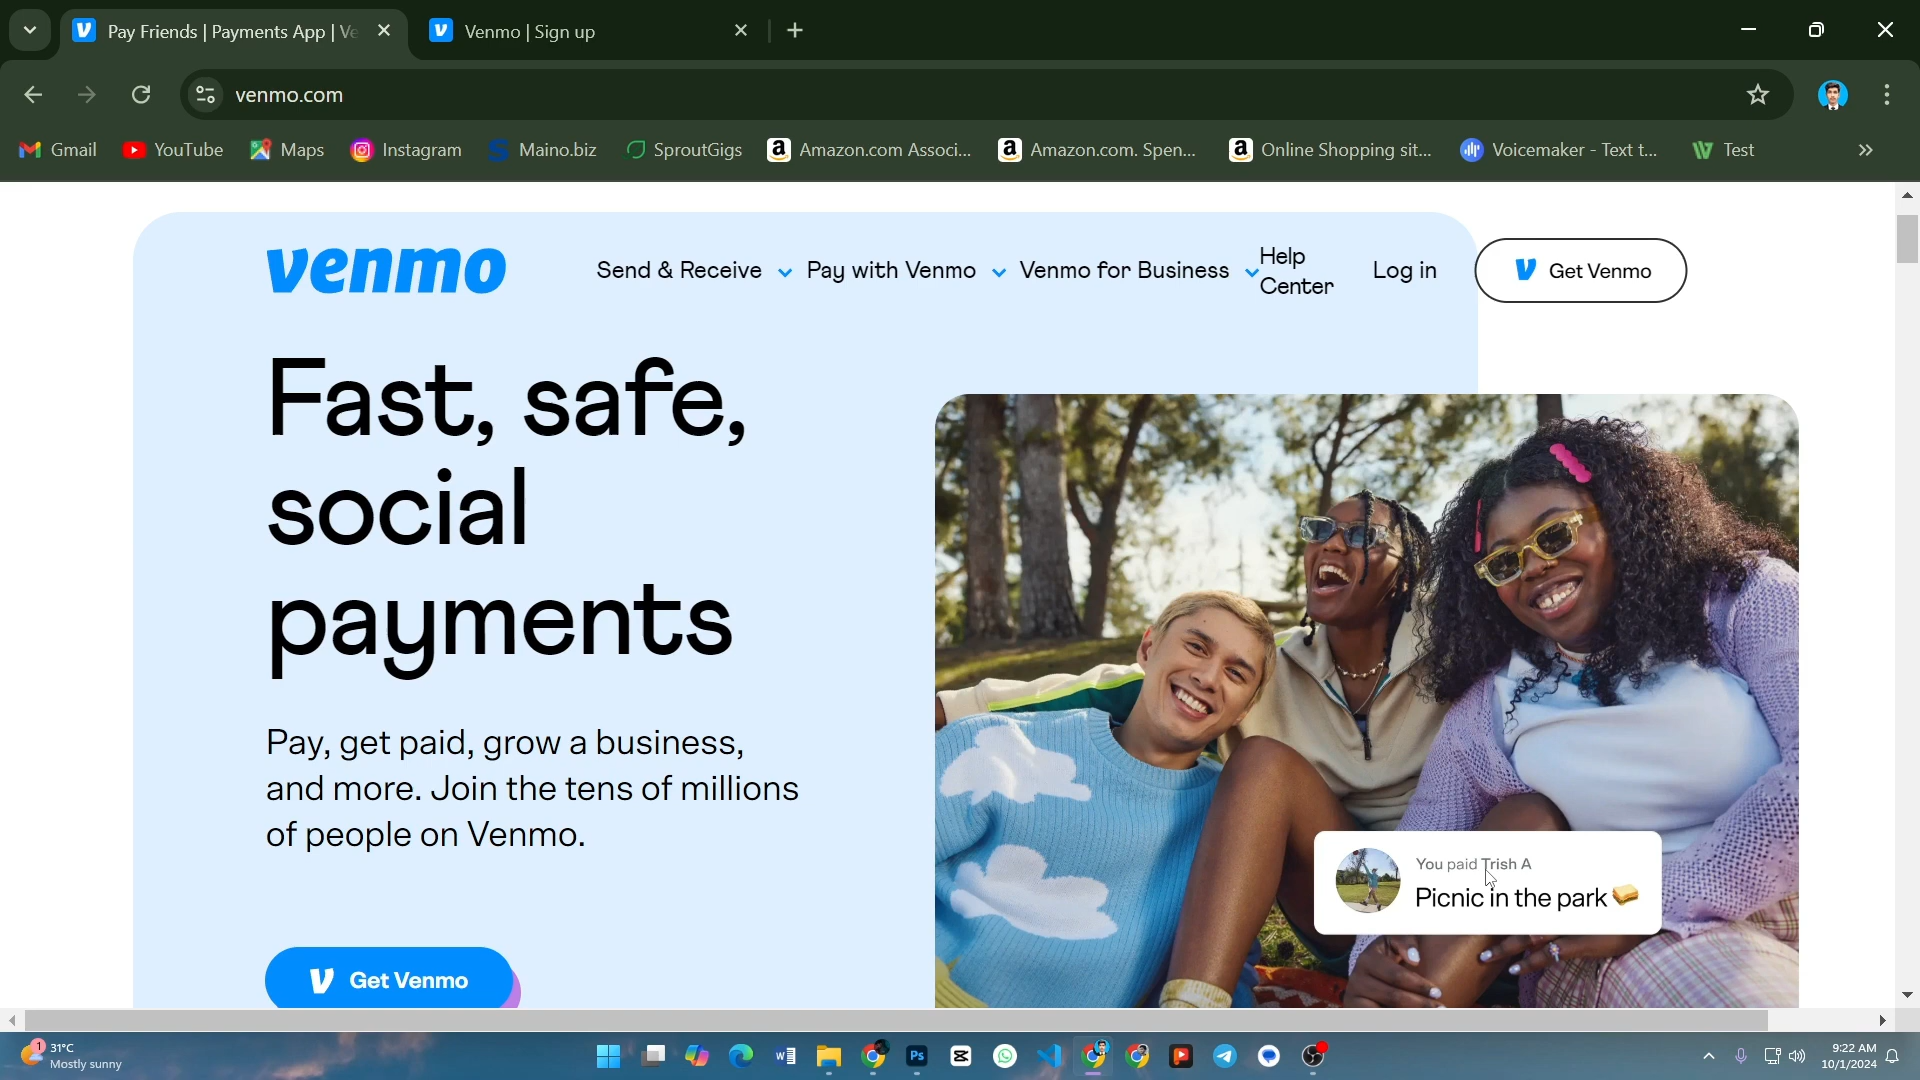 Pay Friends | Payments App | Ve
Venmo | Sign up
venmo.com
Gmail
YouTube
Maps
Instagram
Maino.biz
SproutGigs
Amazon.com Associ...
Amazon.com. Spen...
Online Shopping sit...
Voicemaker - Text t...
Test
venmo
Send & Receive
Pay with Venmo
Venmo for Business
Help
Center
Log in
Get Venmo
Fast, safe,
social
payments
Pay, get paid, grow a business,
and more. Join the tens of millions
of people on Venmo.
You paid Trish A
Picnic in the park
Get Venmo
1
31°C
Mostly sunny
Ps
9:22 AM
10/1/2024